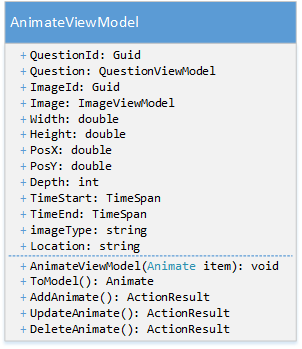 AnimateViewModel
+ QuestionId: Guid
+ Question: QuestionViewModel
+ ImageId: Guid
+ Image: ImageViewModel
+ Width: double
+ Height: double
+ PosX: double
+ PosY: double
+ Depth: int
+ TimeStart: TimeSpan
+ TimeEnd: TimeSpan
+ imageType: string
+ Location: string
+ AnimateViewModel(Animate item): void
+ ToModel(): Animate
+ AddAnimate(): ActionResult
+ UpdateAnimate(): ActionResult
+ DeleteAnimate(): ActionResult